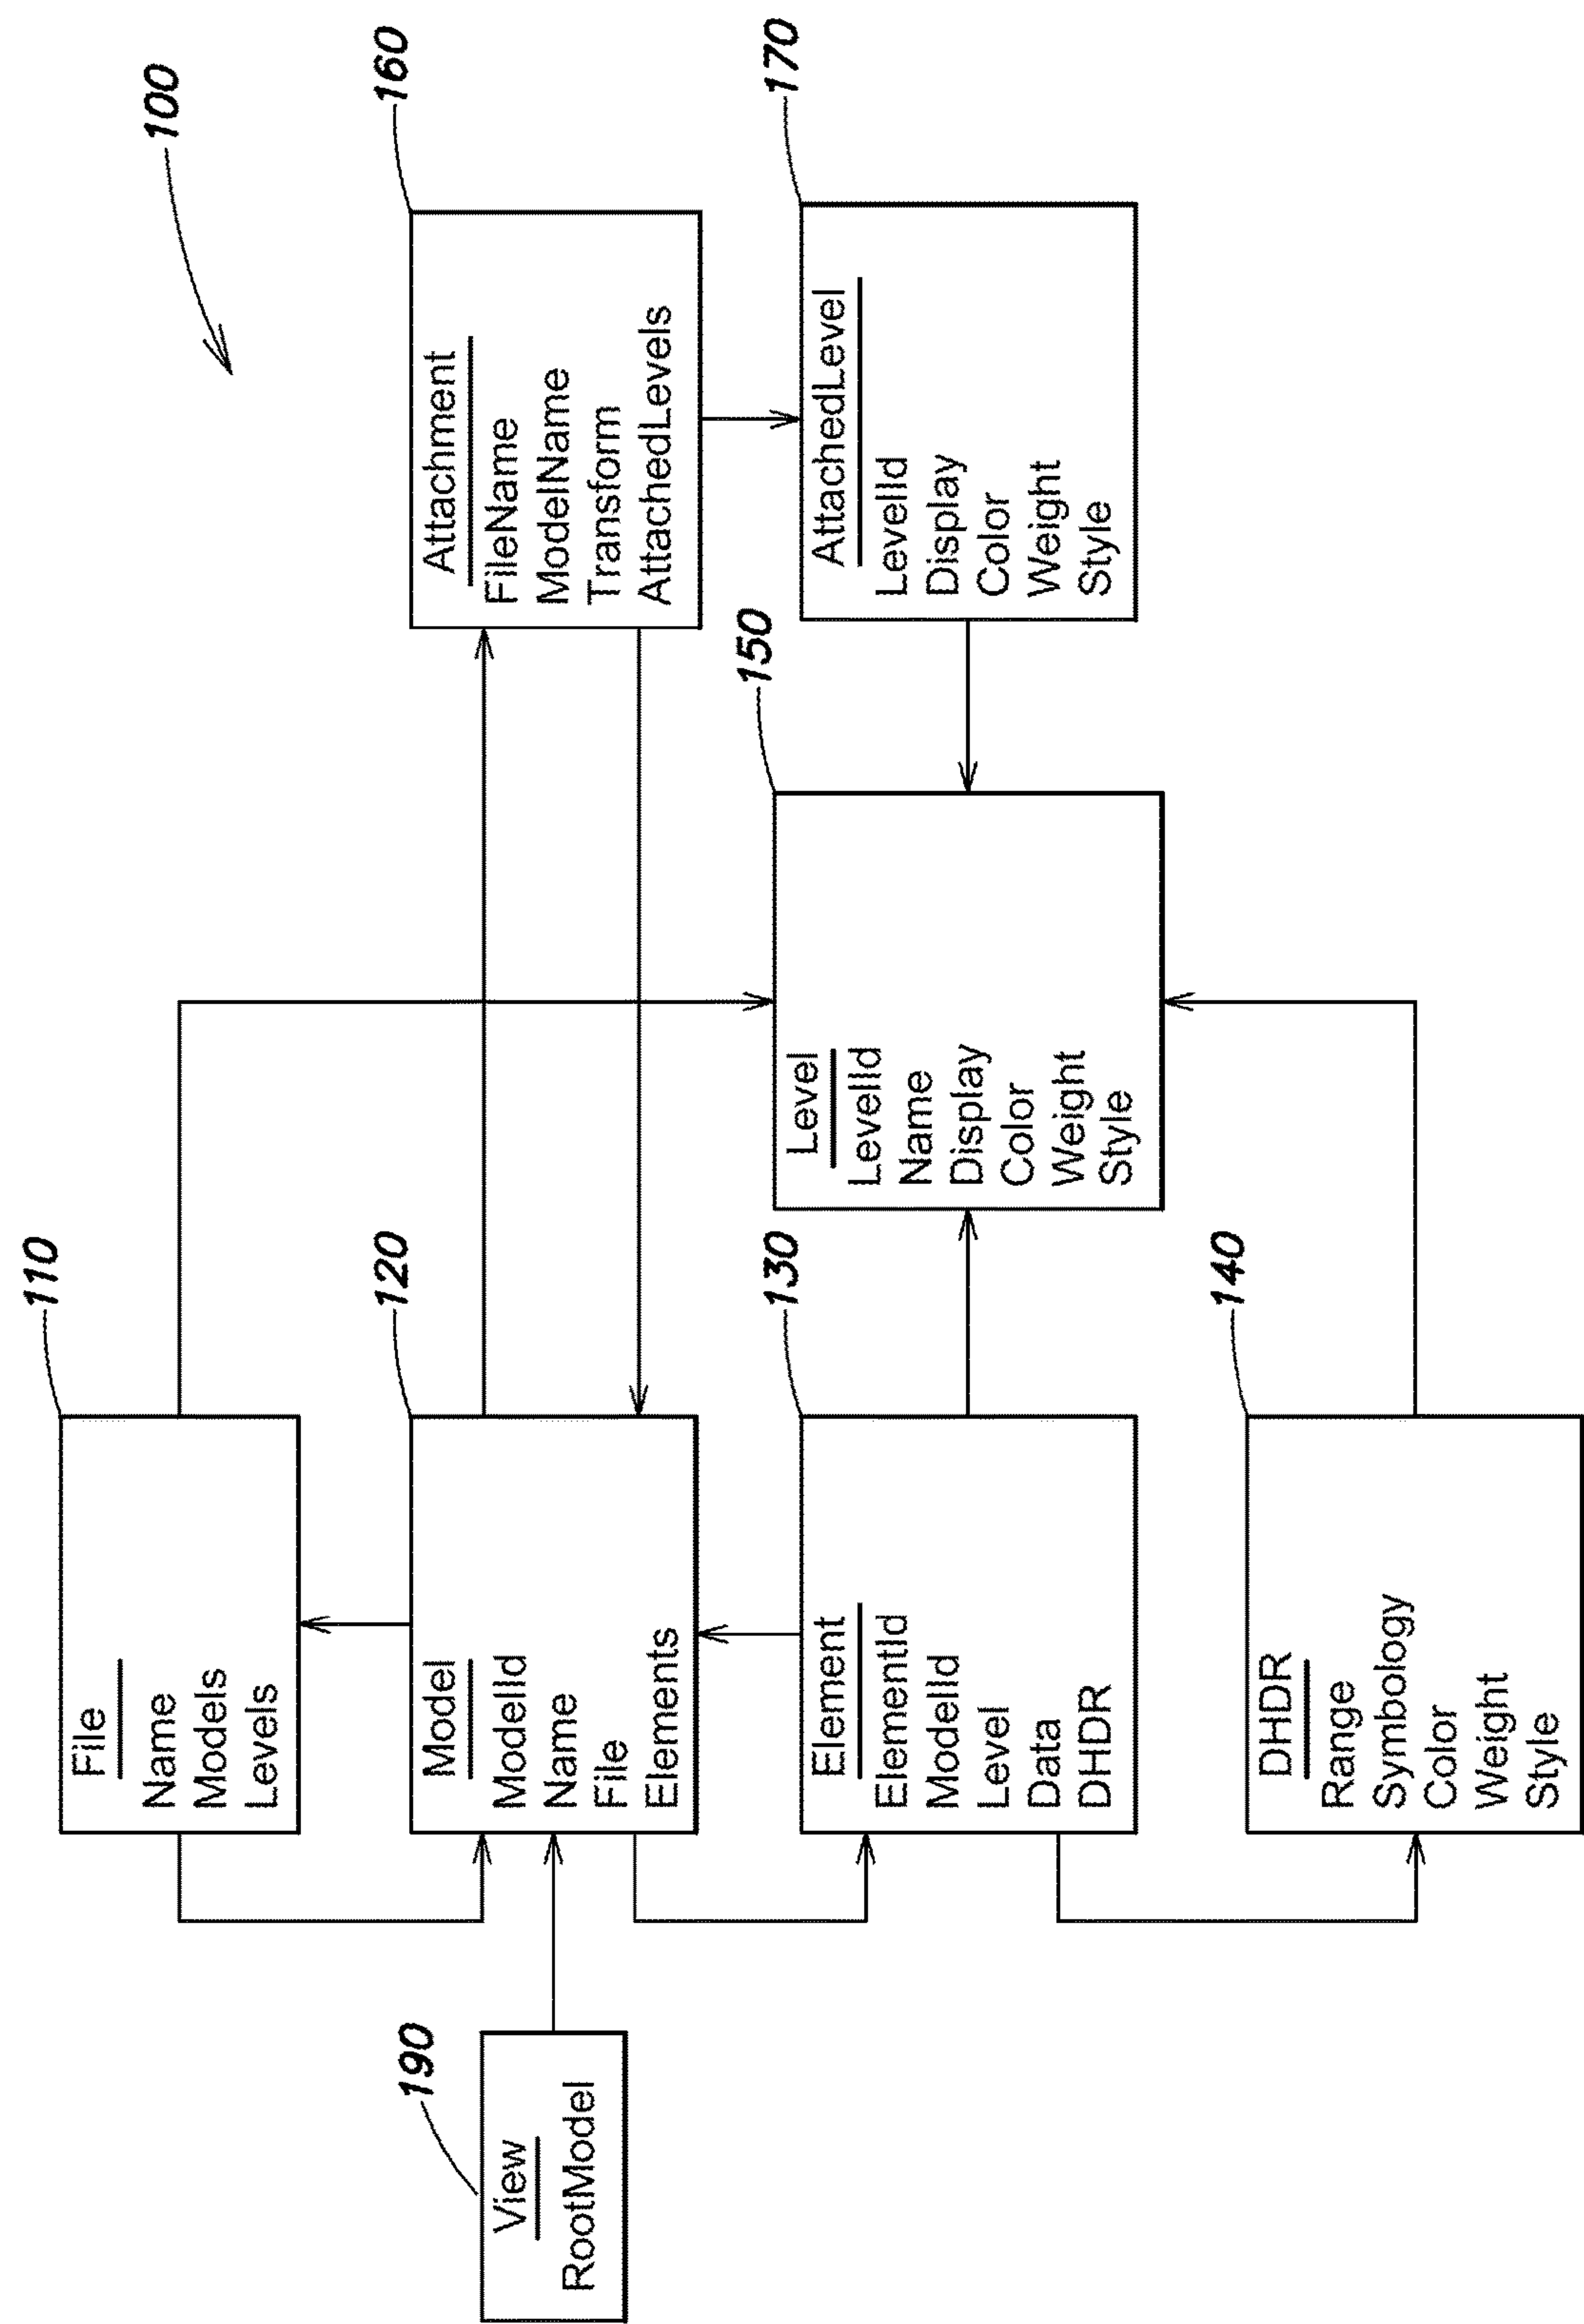 100
110
File
Name
Models
Levels
160
Attachment
FileName
ModelName
Transform
AttachedLevels
120
Model
ModelId
Name
File
Elements
190
View
RootModel
170
AttachedLevel
LevelId
Display
Color
Weight
Style
150
Level
LevelId
Name
Display
Color
Weight
Style
130
Element
ElementId
ModelId
Level
Data
DHDR
140
DHDR
Range
Symbology
Color
Weight
Style